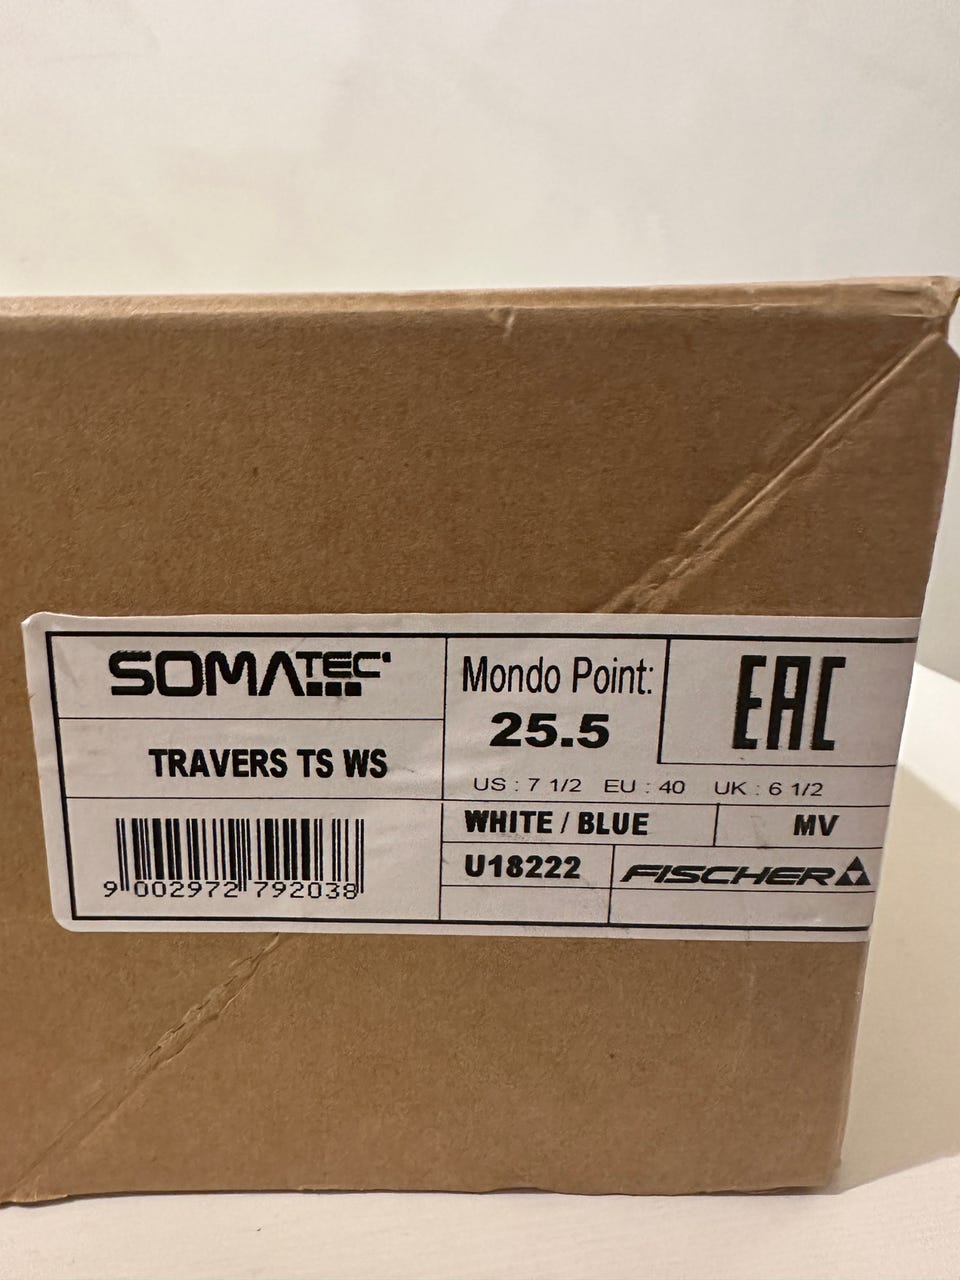 SOMATEC
TRAVERS TS WS
9 002972 792038
Mondo Point:
25.5
EAC
US : 7 1/2 EU : 40 UK : 6 1/2
WHITE / BLUE
MV
U18222
FISCHER